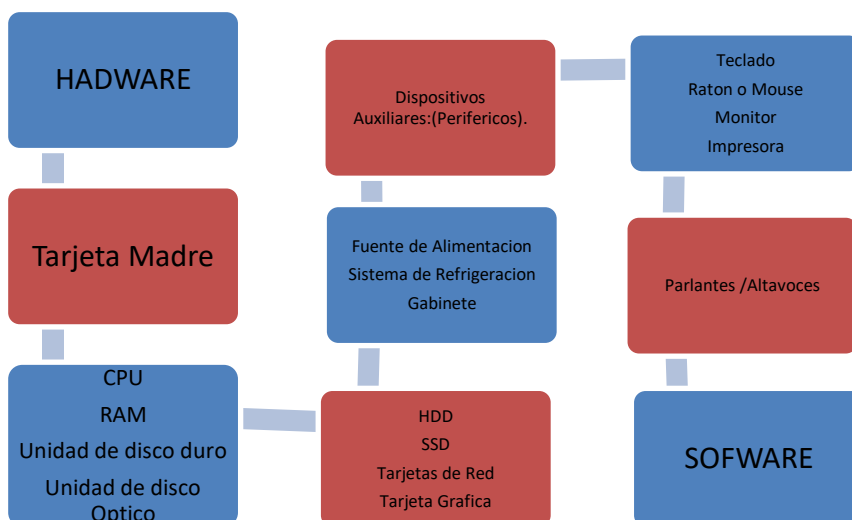 HADWARE
Tarjeta Madre
CPU
RAM
Unidad de disco duro
Unidad de disco
Optico
HDD
SSD
Tarjetas de Red
Tarjeta Grafica
Fuente de Alimentacion
Sistema de Refrigeracion
Gabinete
Dispositivos
Auxiliares:(Perifericos).
Teclado
Raton o Mouse
Monitor
Impresora
Parlantes /Altavoces
SOFWARE